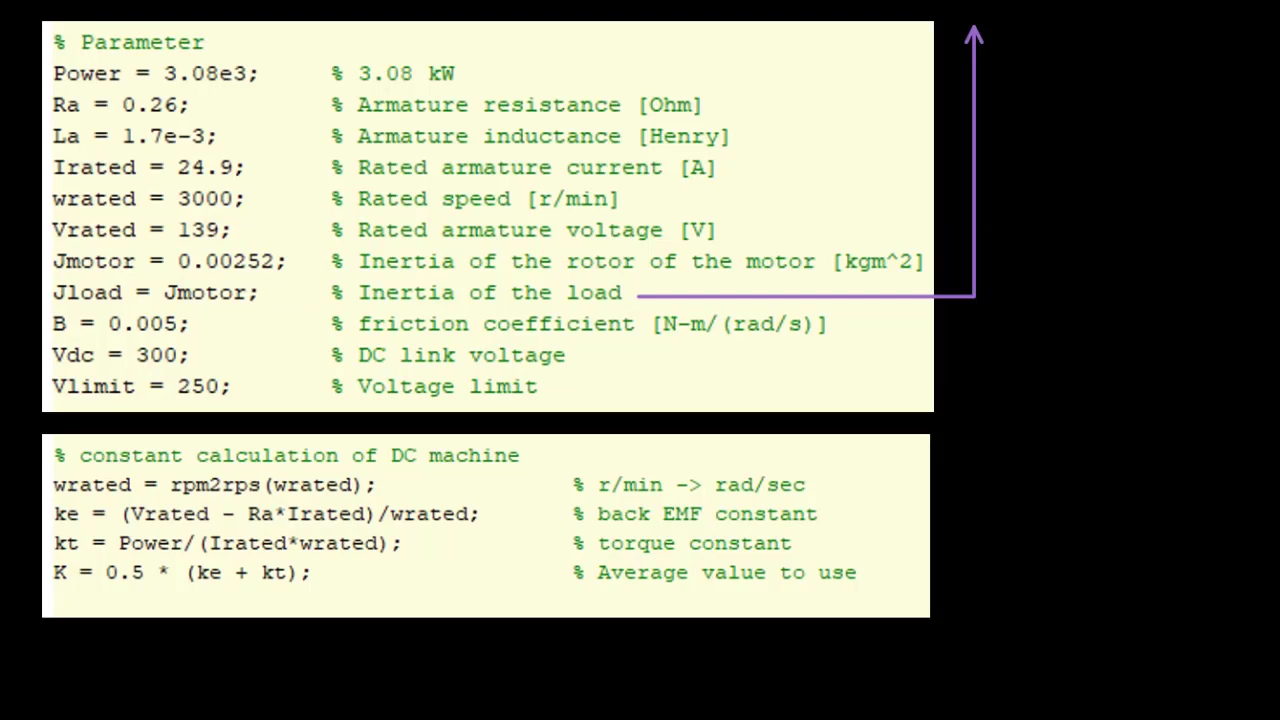 % Parameter
Power = 3.08e3; % 3.08 kW
Ra = 0.26; % Armature resistance [Ohm]
La = 1.7e-3; % Armature inductance [Henry]
Irated = 24.9; % Rated armature current [A]
wrated = 3000; % Rated speed [r/min]
Vrated = 139; % Rated armature voltage [V]
Jmotor = 0.00252; % Inertia of the rotor of the motor [kgm^2]
Jload = Jmotor; % Inertia of the load
B = 0.005; % friction coefficient [N-m/(rad/s)]
Vdc = 300; % DC link voltage
Vlimit = 250; % Voltage limit
% constant calculation of DC machine
wrated = rpm2rps(wrated); % r/min -> rad/sec
ke = (Vrated - Ra*Irated)/wrated; % back EMF constant
kt = Power/(Irated*wrated); % torque constant
K = 0.5 * (ke + kt); % Average value to use